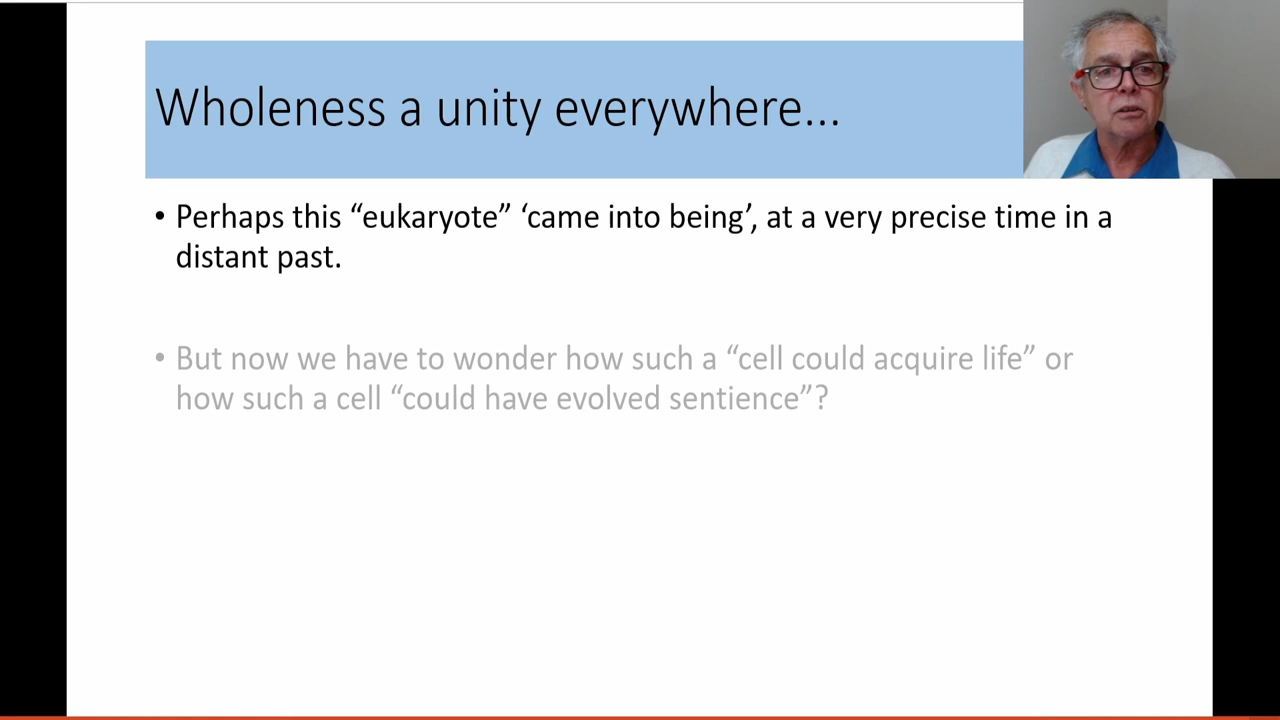 Wholeness a unity everywhere...
• Perhaps this “eukaryote” ‘came into being’, at a very precise time in a
distant past.
• But now we have to wonder how such a “cell could acquire life” or
how such a cell “could have evolved sentience”?